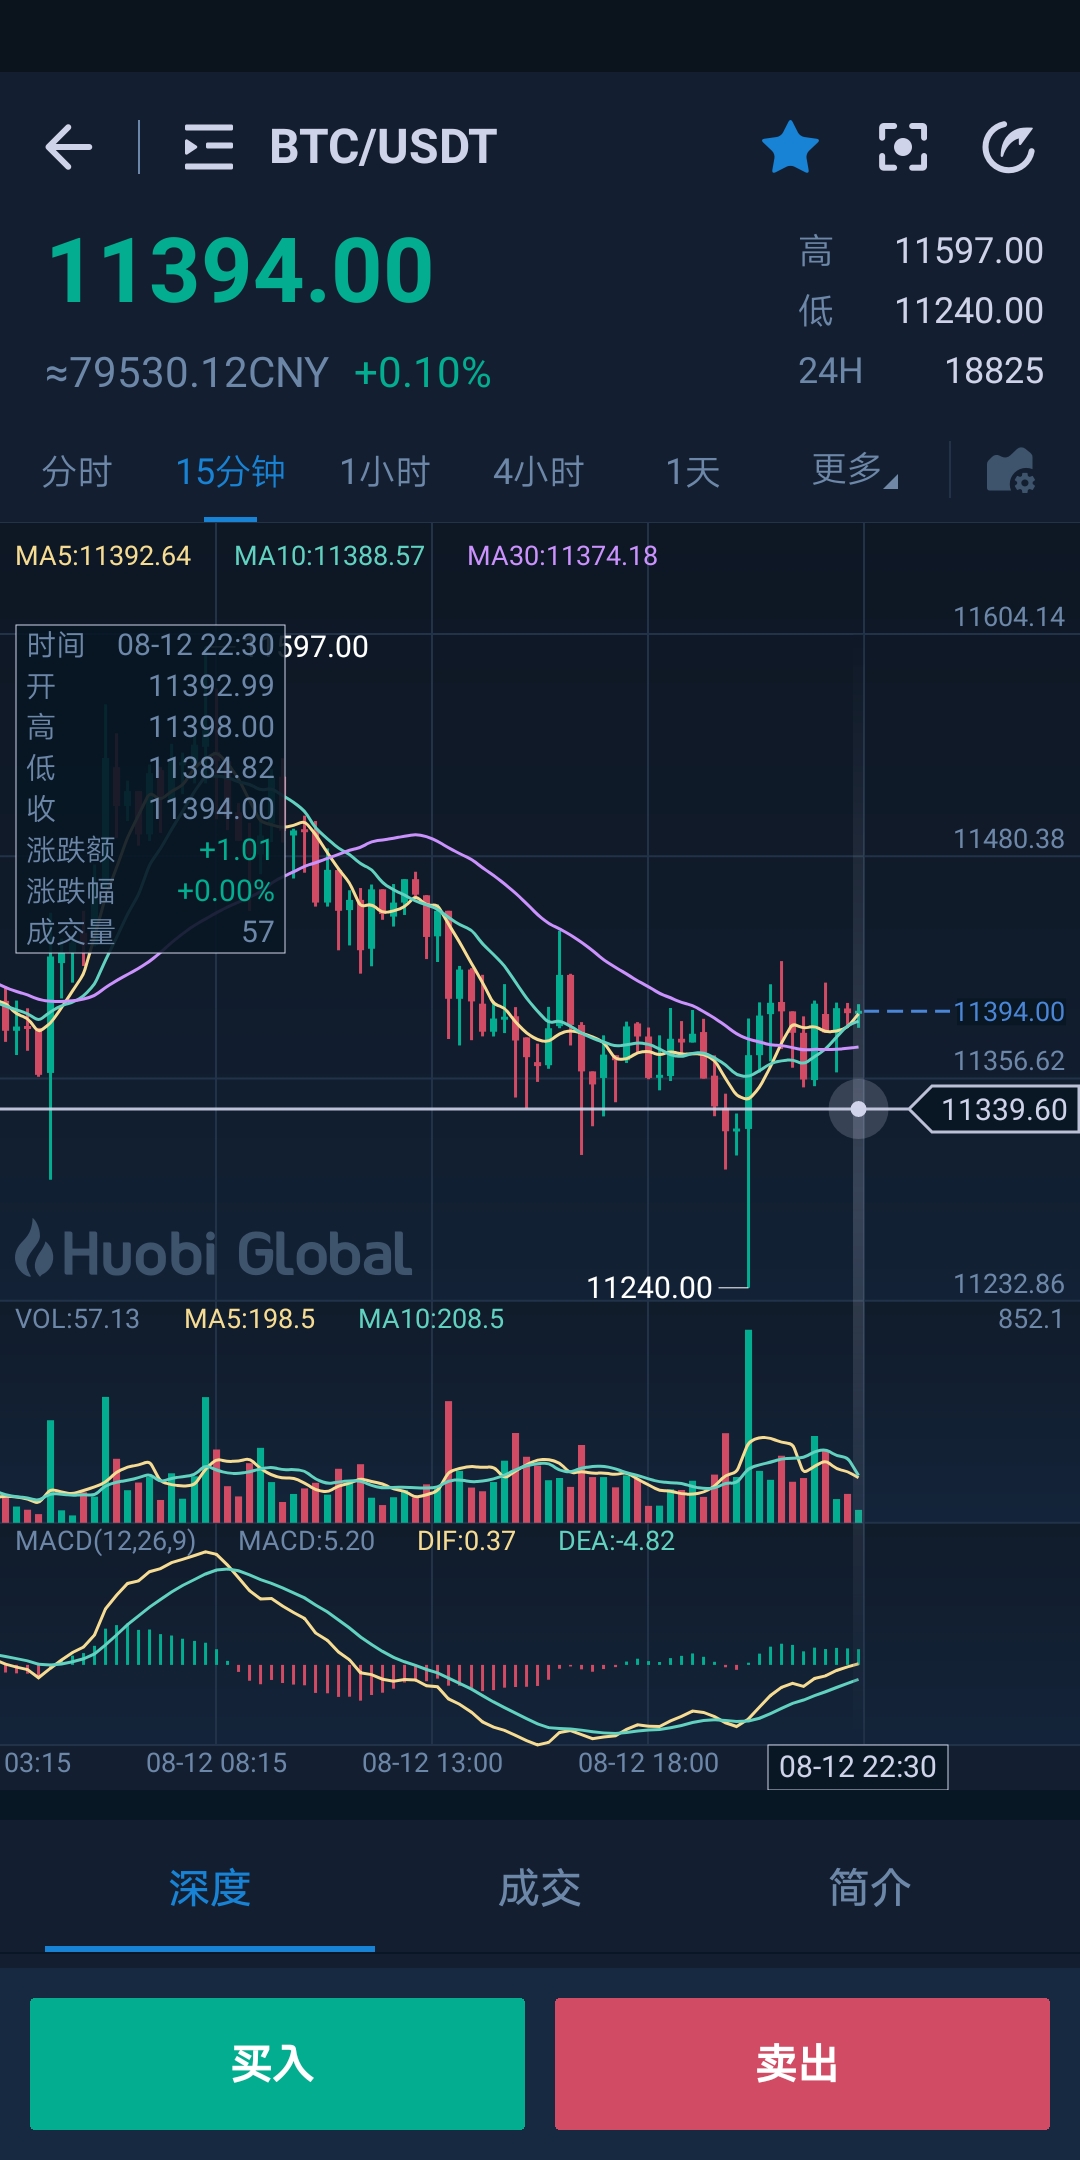 BTC/USDT
11394.00
高 11597.00
低 11240.00
≈79530.12CNY +0.10%
24H 18825
分时 15分钟 1小时 4小时 1天 更多
MA5:11392.64 MA10:11388.57 MA30:11374.18
11604.14
时间 08-12 22:30
597.00
开 11392.99
高 11398.00
低 11384.82
收 11394.00
涨跌额 +1.01
涨跌幅 +0.00%
成交量 57
11480.38
11394.00
11356.62
11339.60
Huobi Global
11240.00
11232.86
VOL:57.13 MA5:198.5 MA10:208.5
852.1
MACD(12,26,9) MACD:5.20 DIF:0.37 DEA:-4.82
03:15 08-12 08:15 08-12 13:00 08-12 18:00 08-12 22:30
深度 成交 简介
买入 卖出